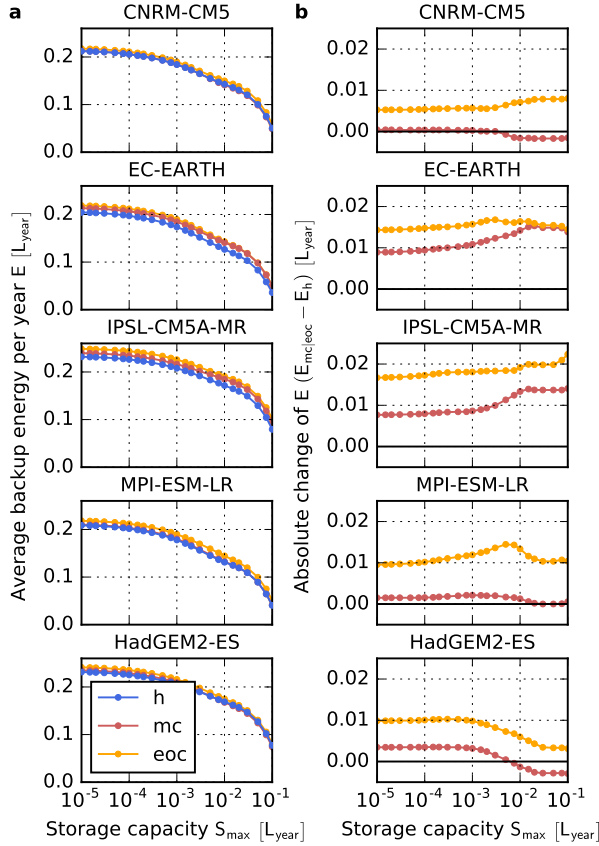 a
b
CNRM-CM5
CNRM-CM5
0.2
0.1
0.0
0.02
0.01
0.00
EC-EARTH
EC-EARTH
0.2
0.1
0.0
0.02
0.01
0.00
IPSL-CM5A-MR
IPSL-CM5A-MR
0.2
0.1
0.0
0.02
0.01
0.00
MPI-ESM-LR
MPI-ESM-LR
0.2
0.1
0.0
0.02
0.01
0.00
HadGEM2-ES
HadGEM2-ES
0.2
0.1
0.0
0.02
0.01
0.00
h
mc
eoc
10⁻⁵ 10⁻⁴ 10⁻³ 10⁻² 10⁻¹
10⁻⁵ 10⁻⁴ 10⁻³ 10⁻² 10⁻¹
Storage capacity Smax [Lyear]
Storage capacity Smax [Lyear]
Average backup energy per year E [Lyear]
Absolute change of E (Emc|eoc − Eh) [Lyear]